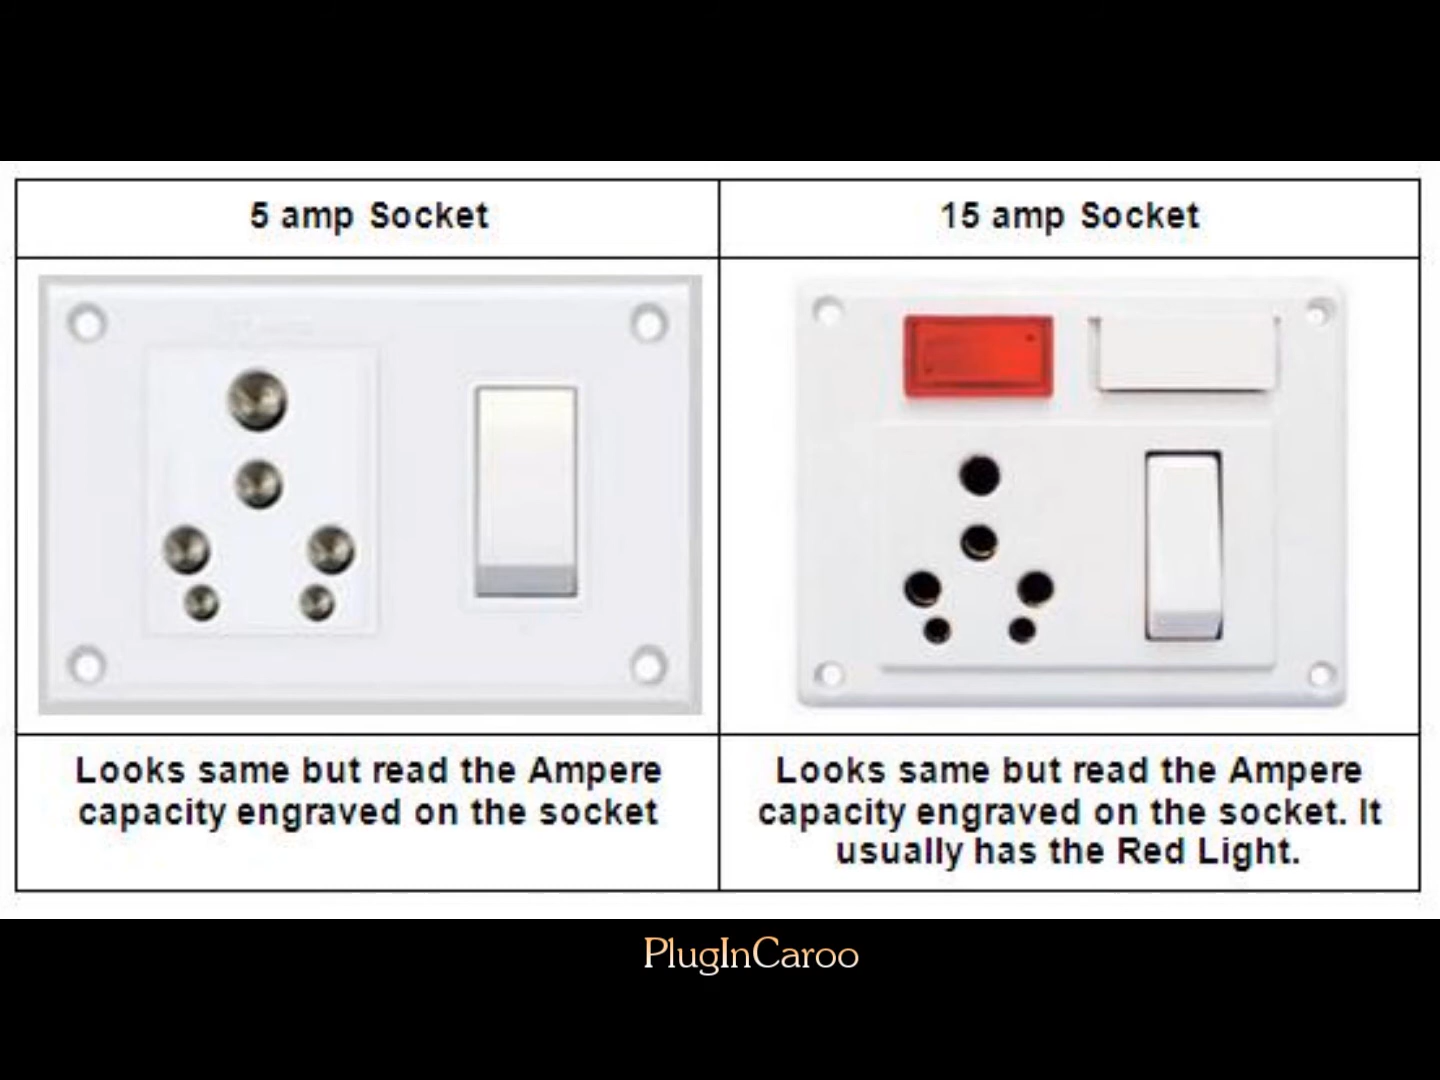 5 amp Socket
15 amp Socket
Looks same but read the Ampere
capacity engraved on the socket
Looks same but read the Ampere
capacity engraved on the socket. It
usually has the Red Light.
PlugInCaroo